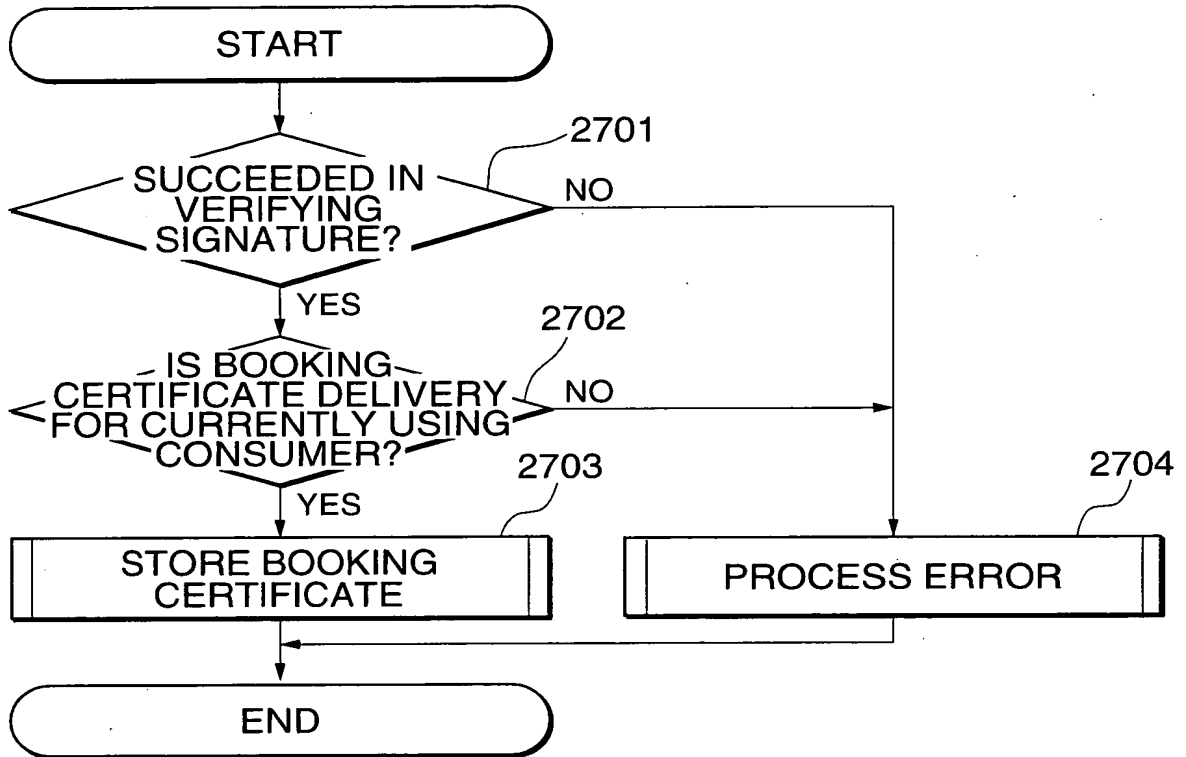 START
2701
SUCCEEDED IN
VERIFYING
SIGNATURE?
NO
YES
2702
IS BOOKING
CERTIFICATE DELIVERY
FOR CURRENTLY USING
CONSUMER?
NO
YES
2703
STORE BOOKING
CERTIFICATE
2704
PROCESS ERROR
END